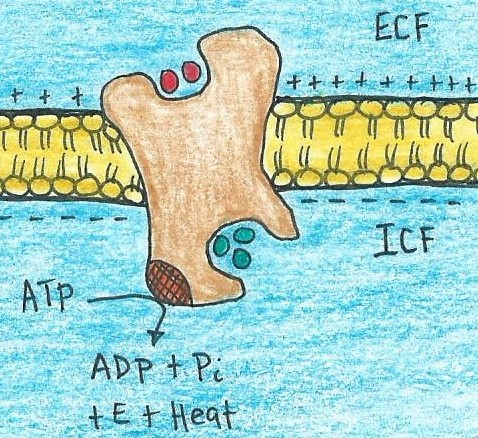 ECF
+ + +
+ + + + + + + + + + +
- - - - - - -
- - - - - - - -
ICF
ATP
ADP + Pi
+ E + Heat